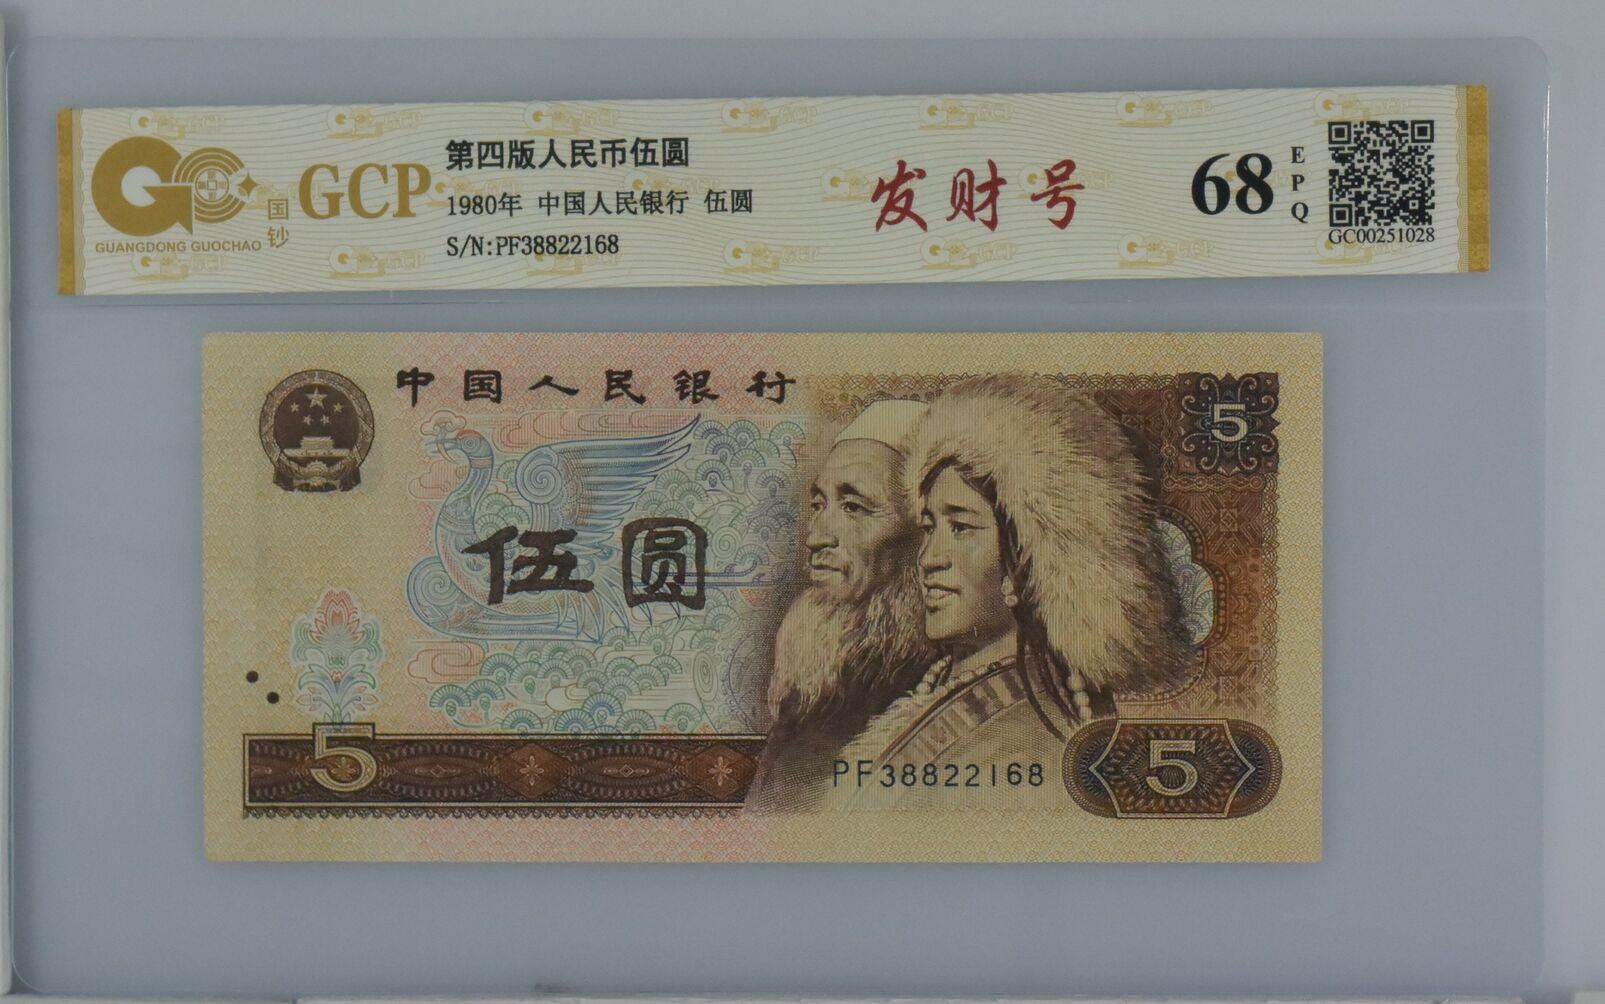 GCP
国
钞
GUANGDONG GUOCHAO
第四版人民币伍圆
1980年 中国人民银行 伍圆
S/N:PF38822168
发财号
68
EPQ
GC00251028
中国人民银行
5
伍圆
5
PF38822168
5